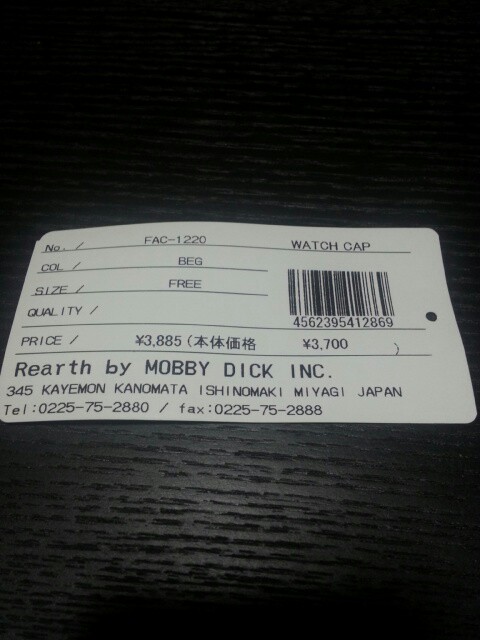 No. / FAC-1220 WATCH CAP
COL / BEG
SIZE / FREE
QUALITY /
4562395412869
PRICE / ¥3,885 (本体価格 ¥3,700 )
Rearth by MOBBY DICK INC.
345 KAYEMON KANOMATA ISHINOMAKI MIYAGI JAPAN
Tel:0225-75-2880 / fax:0225-75-2888